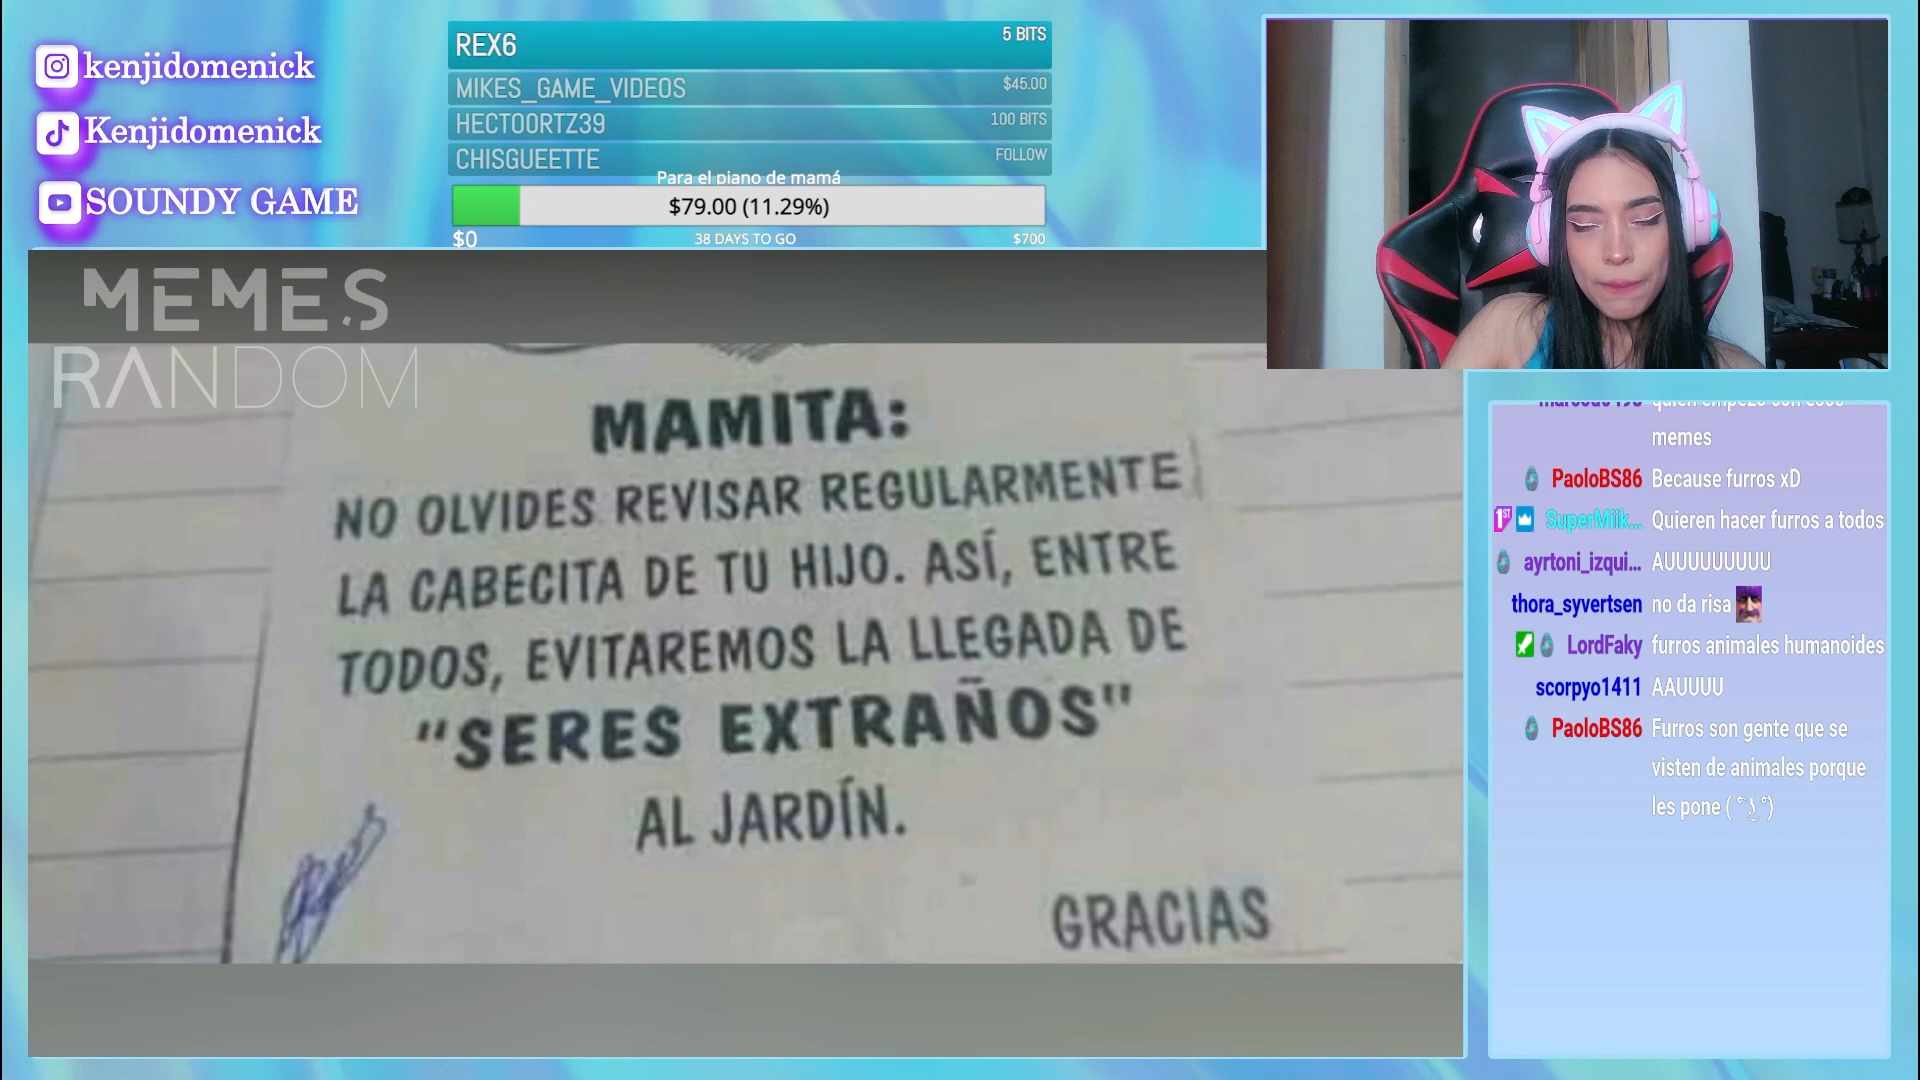 kenjidomenick
Kenjidomenick
SOUNDY GAME
REX6 5 BITS
MIKES_GAME_VIDEOS $45.00
HECTOORTZ39 100 BITS
CHISGUEETTE FOLLOW
Para el piano de mamá
$79.00 (11.29%)
$0 38 DAYS TO GO $700
MEMES
RANDOM
MAMITA:
NO OLVIDES REVISAR REGULARMENTE
LA CABECITA DE TU HIJO. ASÍ, ENTRE
TODOS, EVITAREMOS LA LLEGADA DE
"SERES EXTRAÑOS"
AL JARDÍN.
GRACIAS
memes
PaoloBS86 Because furros xD
1ST SuperMiik... Quieren hacer furros a todos
ayrtoni_izqui... AUUUUUUUUU
thora_syvertsen no da risa
LordFaky furros animales humanoides
scorpyo1411 AAUUUU
PaoloBS86 Furros son gente que se
visten de animales porque
les pone ( ͡° ͜ʖ ͡°)